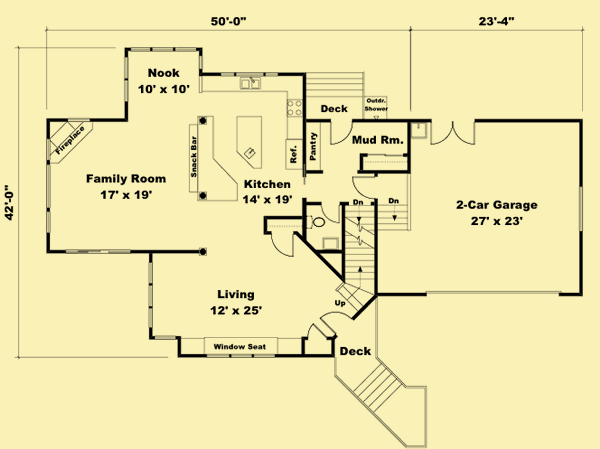 50'-0"
23'-4"
Nook
10' x 10'
Deck
Outdr.
Shower
Fireplace
Snack Bar
Ref.
Pantry
Mud Rm.
Family Room
17' x 19'
Kitchen
14' x 19'
42'-0"
Dn
Dn
2-Car Garage
27' x 23'
Living
12' x 25'
Up
Window Seat
Deck